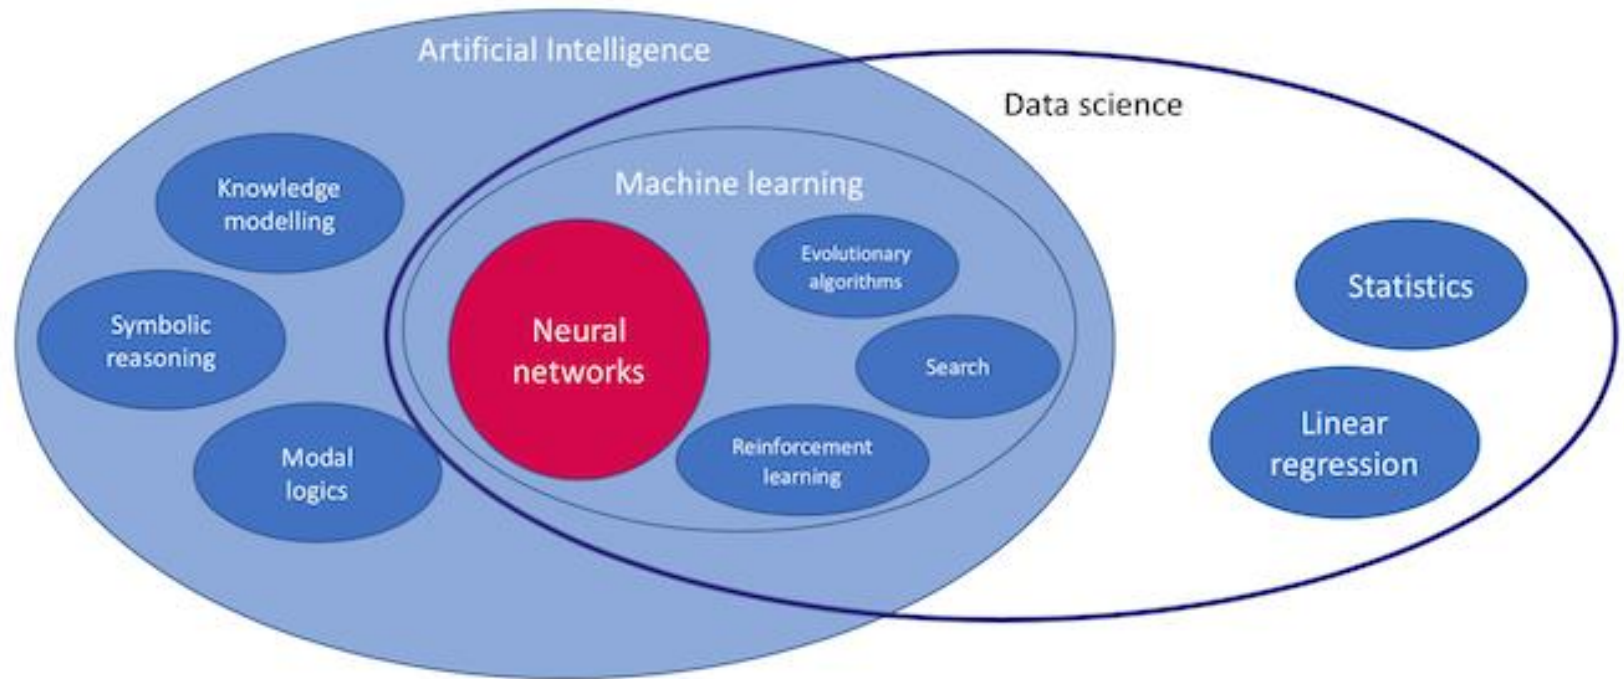 Artificial Intelligence
Data science
Machine learning
Knowledge
modelling
Symbolic
reasoning
Modal
logics
Neural
networks
Evolutionary
algorithms
Search
Reinforcement
learning
Statistics
Linear
regression